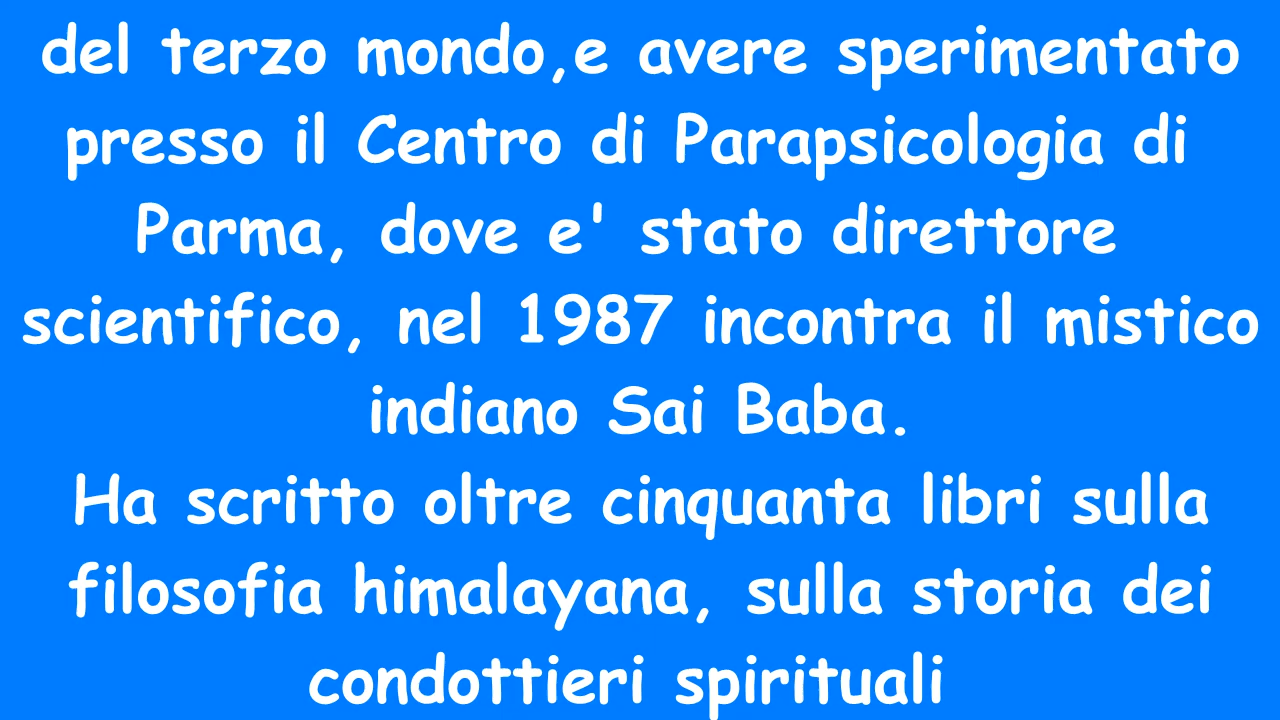 del terzo mondo,e avere sperimentato
presso il Centro di Parapsicologia di
Parma, dove e' stato direttore
scientifico, nel 1987 incontra il mistico
indiano Sai Baba.
Ha scritto oltre cinquanta libri sulla
filosofia himalayana, sulla storia dei
condottieri spirituali